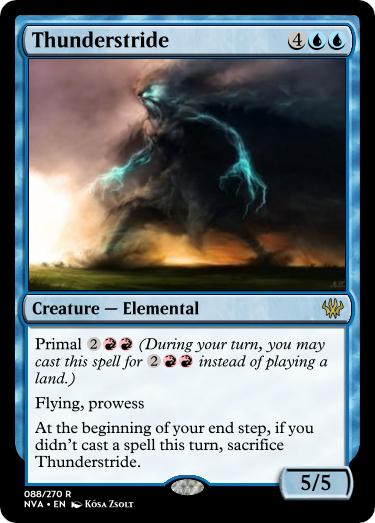 Thunderstride 4
Creature — Elemental
Primal 2 (During your turn, you may
cast this spell for 2 instead of playing a
land.)
Flying, prowess
At the beginning of your end step, if you
didn't cast a spell this turn, sacrifice
Thunderstride.
5/5
088/270 R
NVA • EN Kósa Zsolt